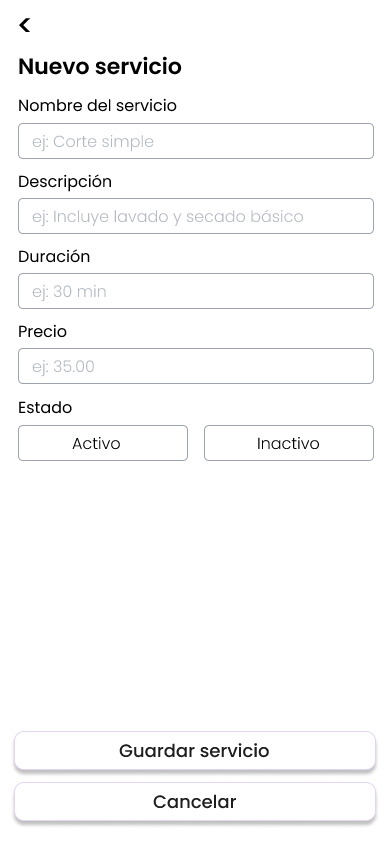 Nuevo servicio
Nombre del servicio
ej: Corte simple
Descripción
ej: Incluye lavado y secado básico
Duración
ej: 30 min
Precio
ej: 35.00
Estado
Activo Inactivo
Guardar servicio
Cancelar